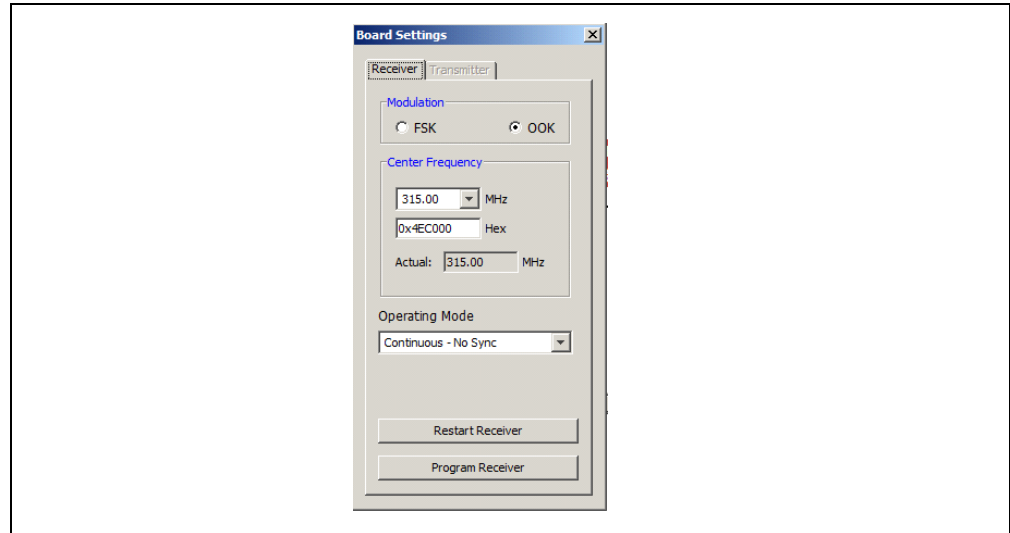 Board Settings
Receiver Transmitter
Modulation
FSK OOK
Center Frequency
315.00 MHz
0x4EC000 Hex
Actual: 315.00 MHz
Operating Mode
Continuous - No Sync
Restart Receiver
Program Receiver